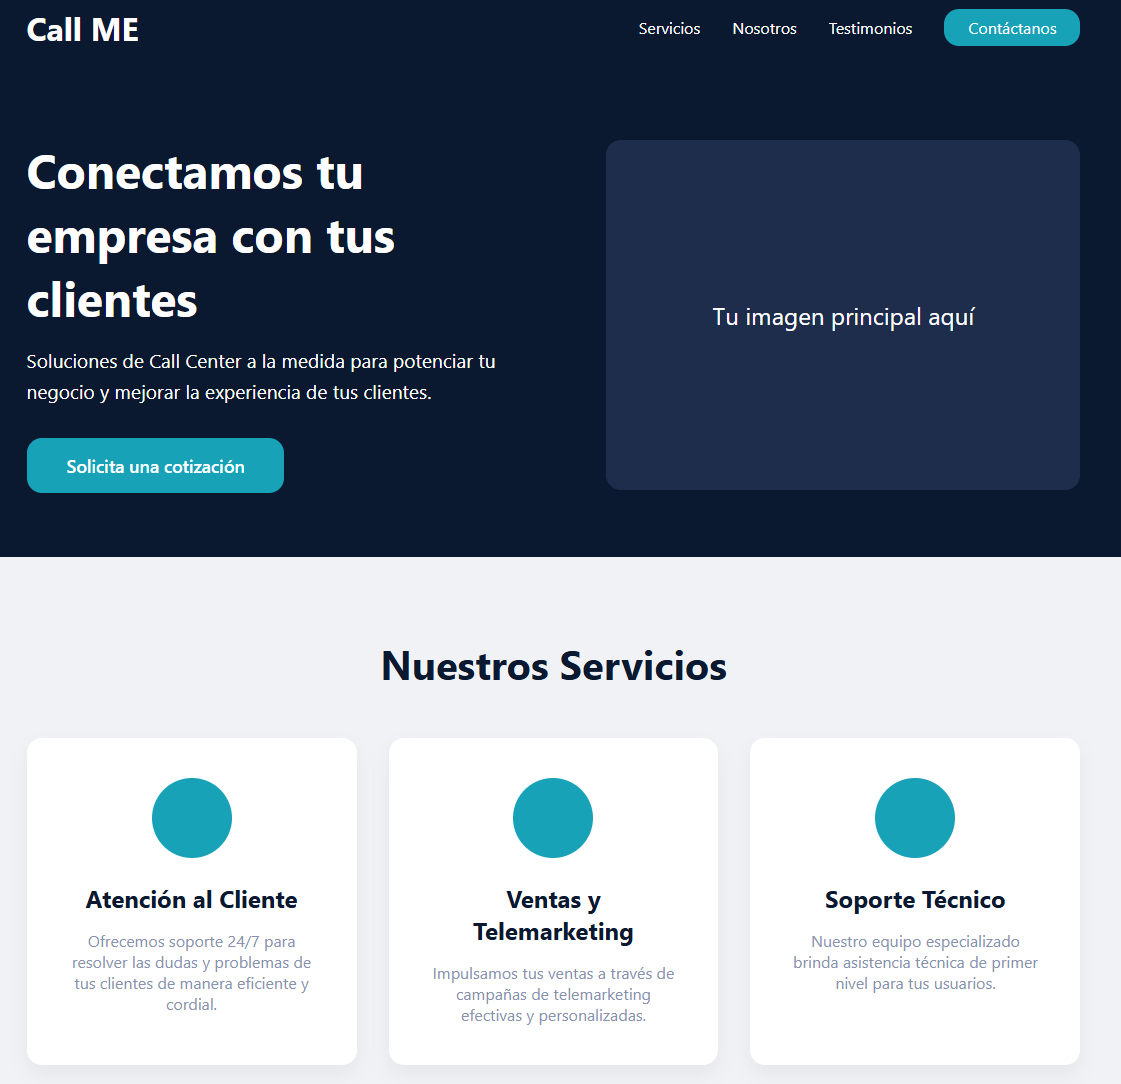 Call ME
Servicios
Nosotros
Testimonios
Contáctanos
Conectamos tu
empresa con tus
clientes
Soluciones de Call Center a la medida para potenciar tu
negocio y mejorar la experiencia de tus clientes.
Solicita una cotización
Tu imagen principal aquí
Nuestros Servicios
Atención al Cliente
Ofrecemos soporte 24/7 para
resolver las dudas y problemas de
tus clientes de manera eficiente y
cordial.
Ventas y
Telemarketing
Impulsamos tus ventas a través de
campañas de telemarketing
efectivas y personalizadas.
Soporte Técnico
Nuestro equipo especializado
brinda asistencia técnica de primer
nivel para tus usuarios.